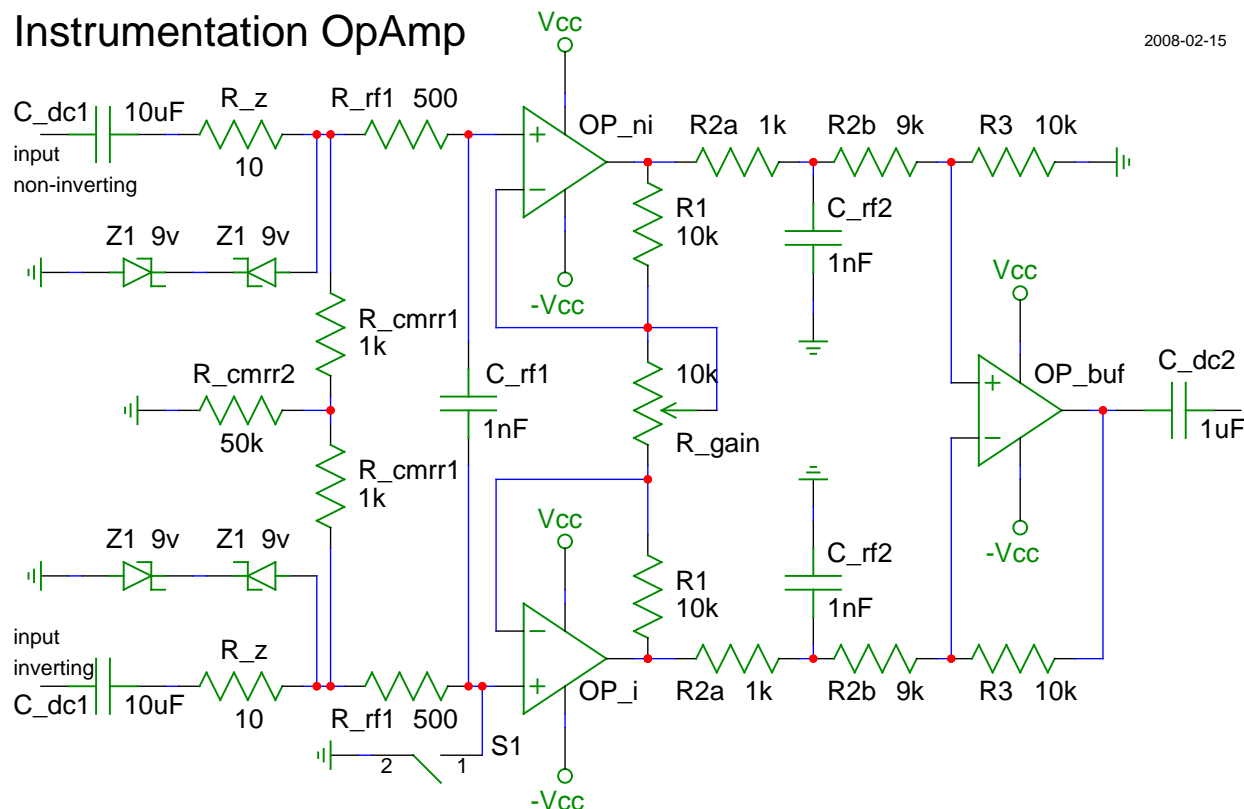 Instrumentation OpAmp
2008-02-15
Vcc
C_dc1 10uF
R_z
10
R_rf1 500
OP_ni
R2a 1k
R2b 9k
R3 10k
input
non-inverting
+
−
R1
10k
C_rf2
1nF
Z1 9v
Z1 9v
-Vcc
Vcc
R_cmrr1
1k
R_cmrr2
50k
C_rf1
1nF
10k
R_gain
+
−
OP_buf
C_dc2
1uF
R_cmrr1
1k
Vcc
-Vcc
Z1 9v
Z1 9v
C_rf2
1nF
R1
10k
input
inverting
C_dc1
10uF
R_z
10
R_rf1 500
−
+
OP_i
R2a 1k
R2b 9k
R3 10k
S1
2
1
-Vcc